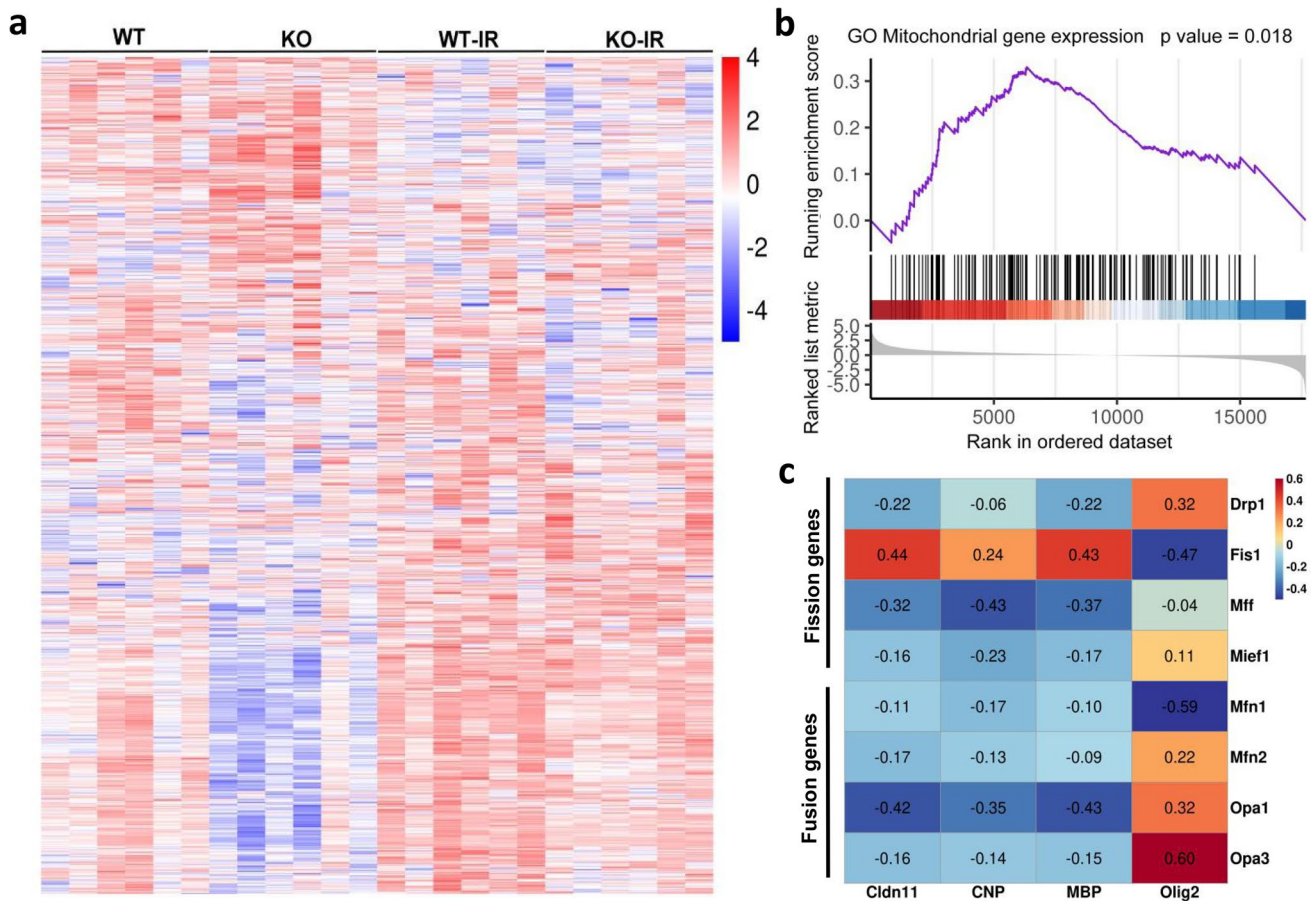 a
WT KO WT-IR KO-IR
4
2
0
-2
-4
b
GO Mitochondrial gene expression p value = 0.018
Running enrichment score
0.3
0.2
0.1
0.0
Ranked list metric
5.0
2.5
0.0
-2.5
-5.0
5000 10000 15000
Rank in ordered dataset
c
Fission genes
-0.22 -0.06 -0.22 0.32 Drp1
0.44 0.24 0.43 -0.47 Fis1
-0.32 -0.43 -0.37 -0.04 Mff
-0.16 -0.23 -0.17 0.11 Mief1
Fusion genes
-0.11 -0.17 -0.10 -0.59 Mfn1
-0.17 -0.13 -0.09 0.22 Mfn2
-0.42 -0.35 -0.43 0.32 Opa1
-0.16 -0.14 -0.15 0.60 Opa3
Cldn11 CNP MBP Olig2
0.6
0.4
0.2
0
-0.2
-0.4